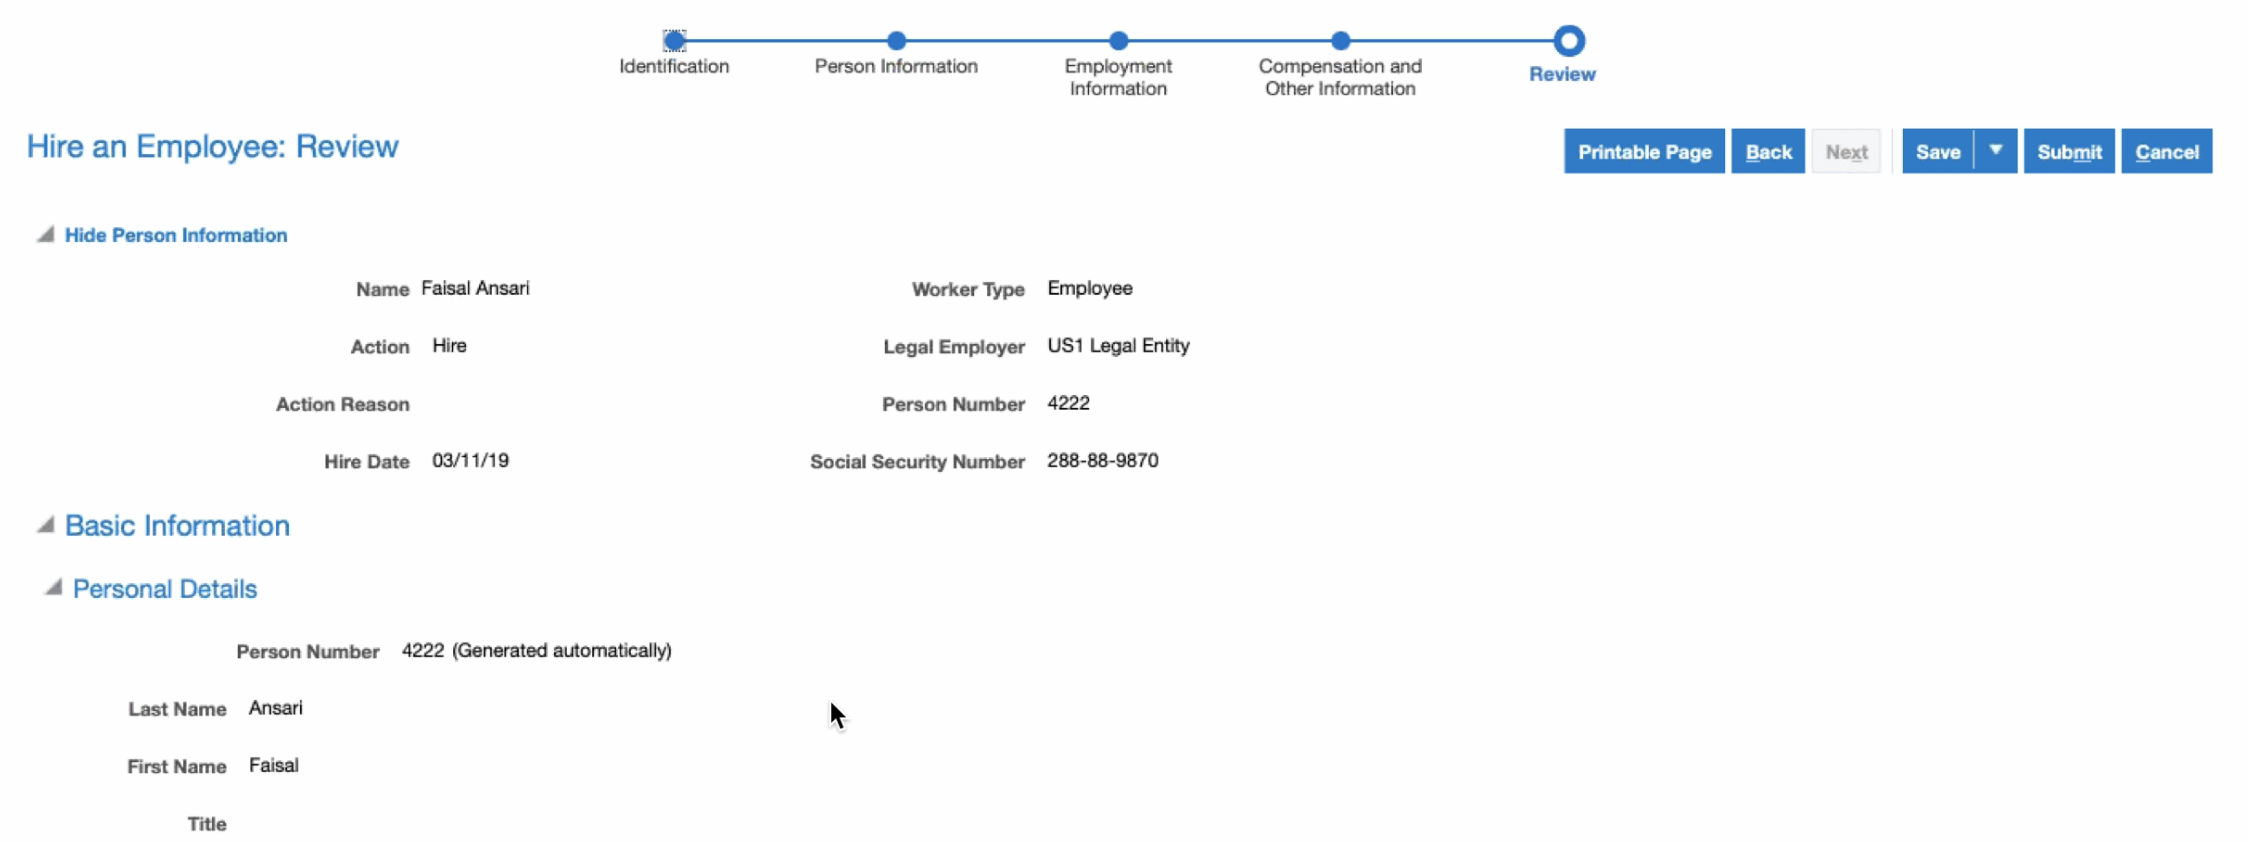 Identification
Person Information
Employment
Information
Compensation and
Other Information
Review
Hire an Employee: Review
Printable Page
Back
Next
Save
Submit
Cancel
Hide Person Information
Name Faisal Ansari
Worker Type Employee
Action Hire
Legal Employer US1 Legal Entity
Action Reason
Person Number 4222
Hire Date 03/11/19
Social Security Number 288-88-9870
Basic Information
Personal Details
Person Number 4222 (Generated automatically)
Last Name Ansari
First Name Faisal
Title